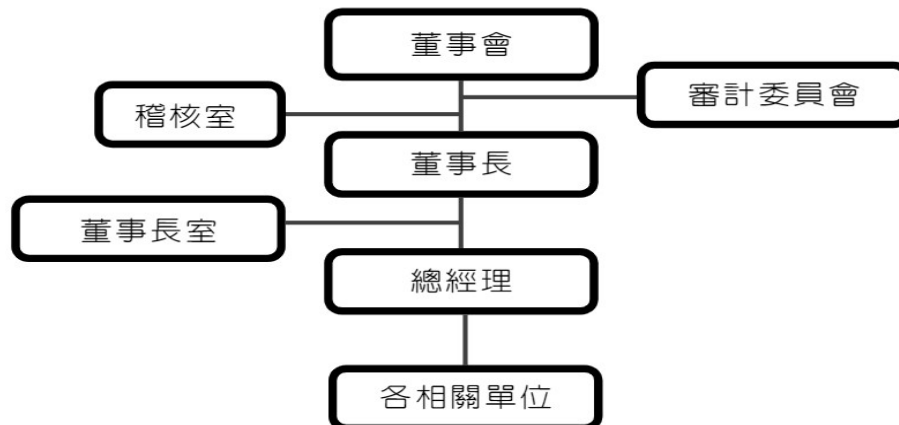 董事會
審計委員會
稽核室
董事長
董事長室
總經理
各相關單位